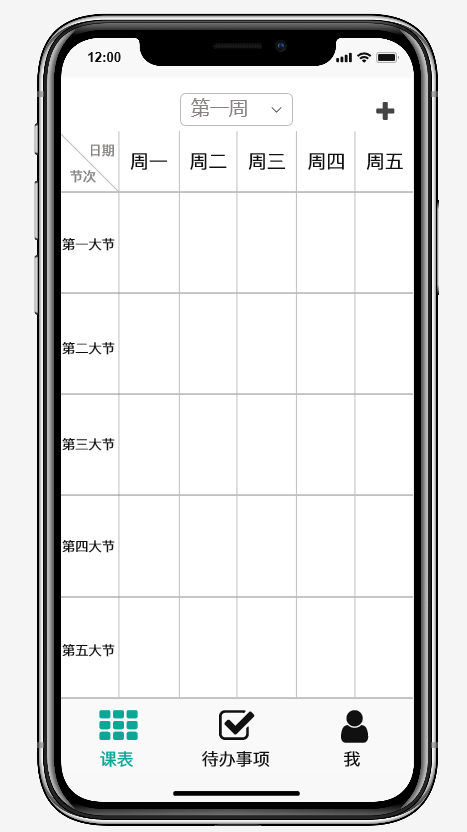 12:00
第一周
日期
节次
周一 周二 周三 周四 周五
第一大节
第二大节
第三大节
第四大节
第五大节
课表 待办事项 我